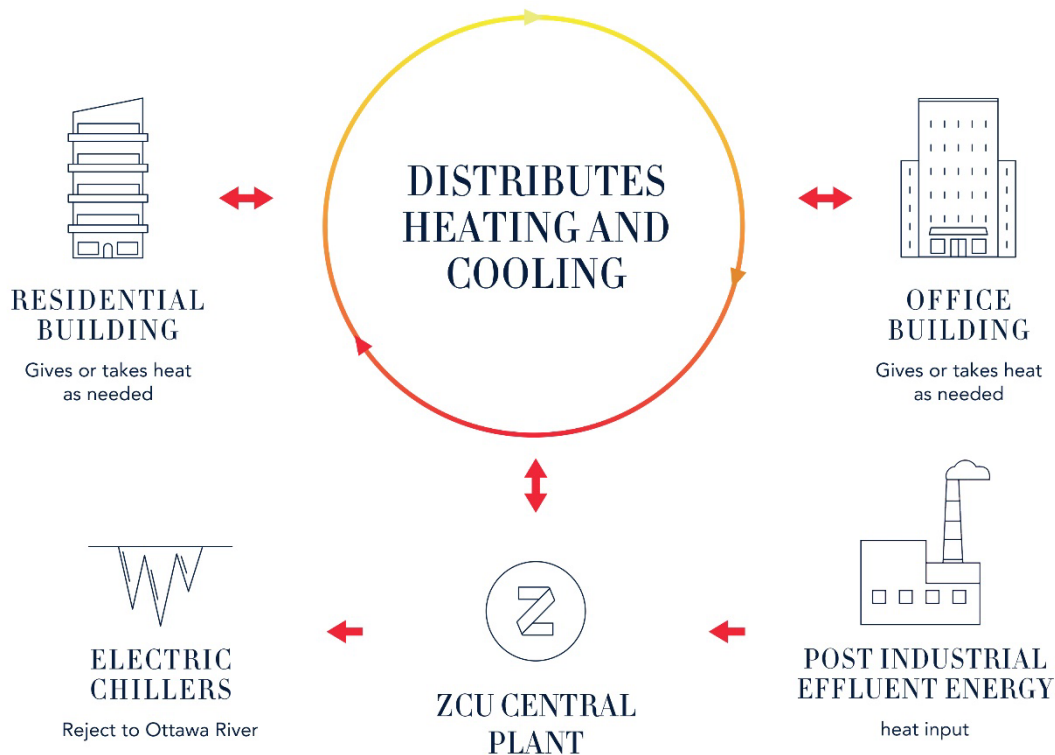 DISTRIBUTES
HEATING AND
COOLING
RESIDENTIAL
BUILDING
Gives or takes heat
as needed
OFFICE
BUILDING
Gives or takes heat
as needed
ELECTRIC
CHILLERS
Reject to Ottawa River
Z
ZCU CENTRAL
PLANT
POST INDUSTRIAL
EFFLUENT ENERGY
heat input